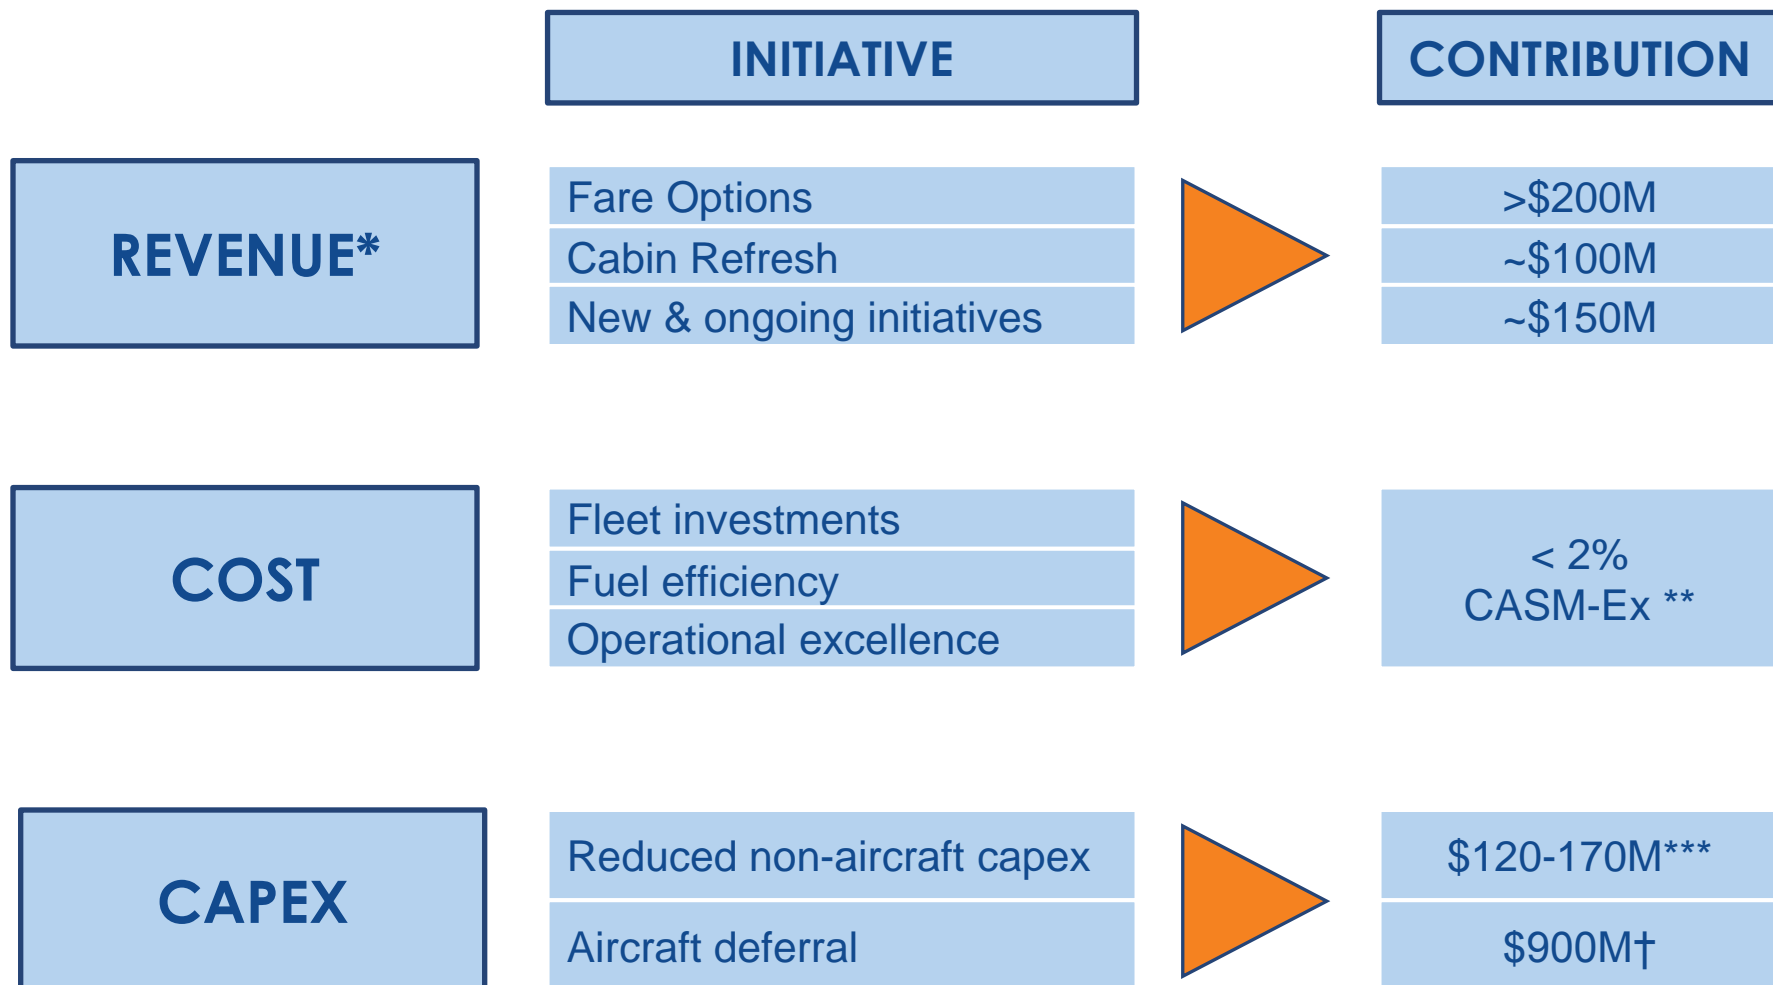 INITIATIVE
CONTRIBUTION
REVENUE*
Fare Options
>$200M
Cabin Refresh
~$100M
New & ongoing initiatives
~$150M
COST
Fleet investments
Fuel efficiency
Operational excellence
< 2%
CASM-Ex **
CAPEX
Reduced non-aircraft capex
$120-170M***
Aircraft deferral
$900M†